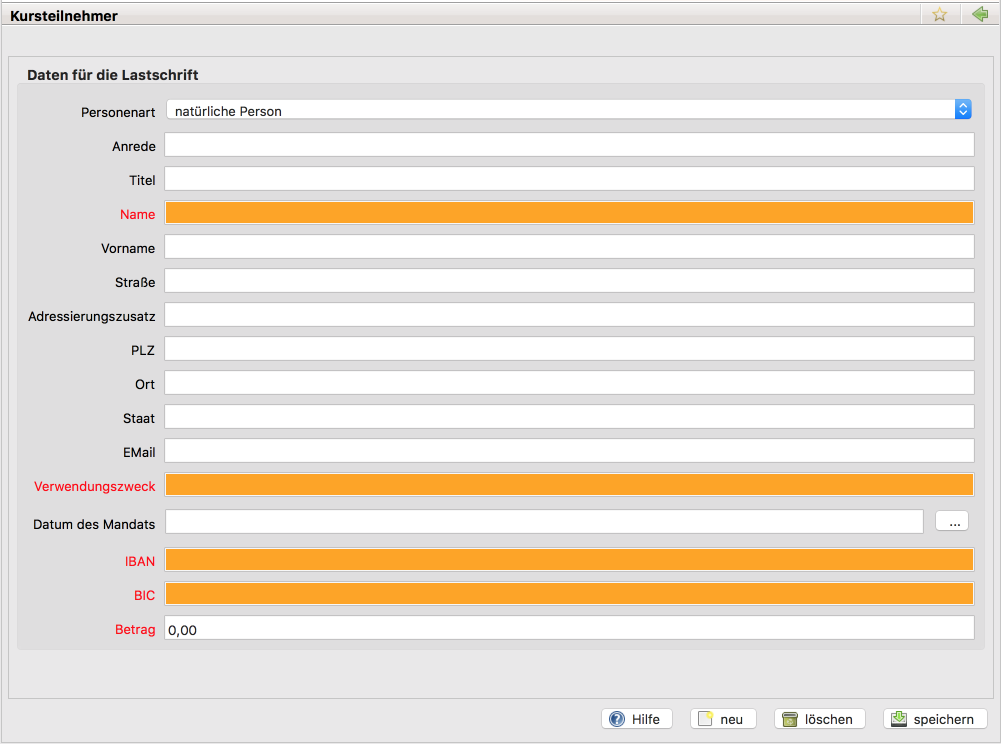 Kursteilnehmer
Daten für die Lastschrift
Personenart natürliche Person
Anrede
Titel
Name
Vorname
Straße
Adressierungszusatz
PLZ
Ort
Staat
EMail
Verwendungszweck
Datum des Mandats ...
IBAN
BIC
Betrag 0,00
Hilfe neu löschen speichern